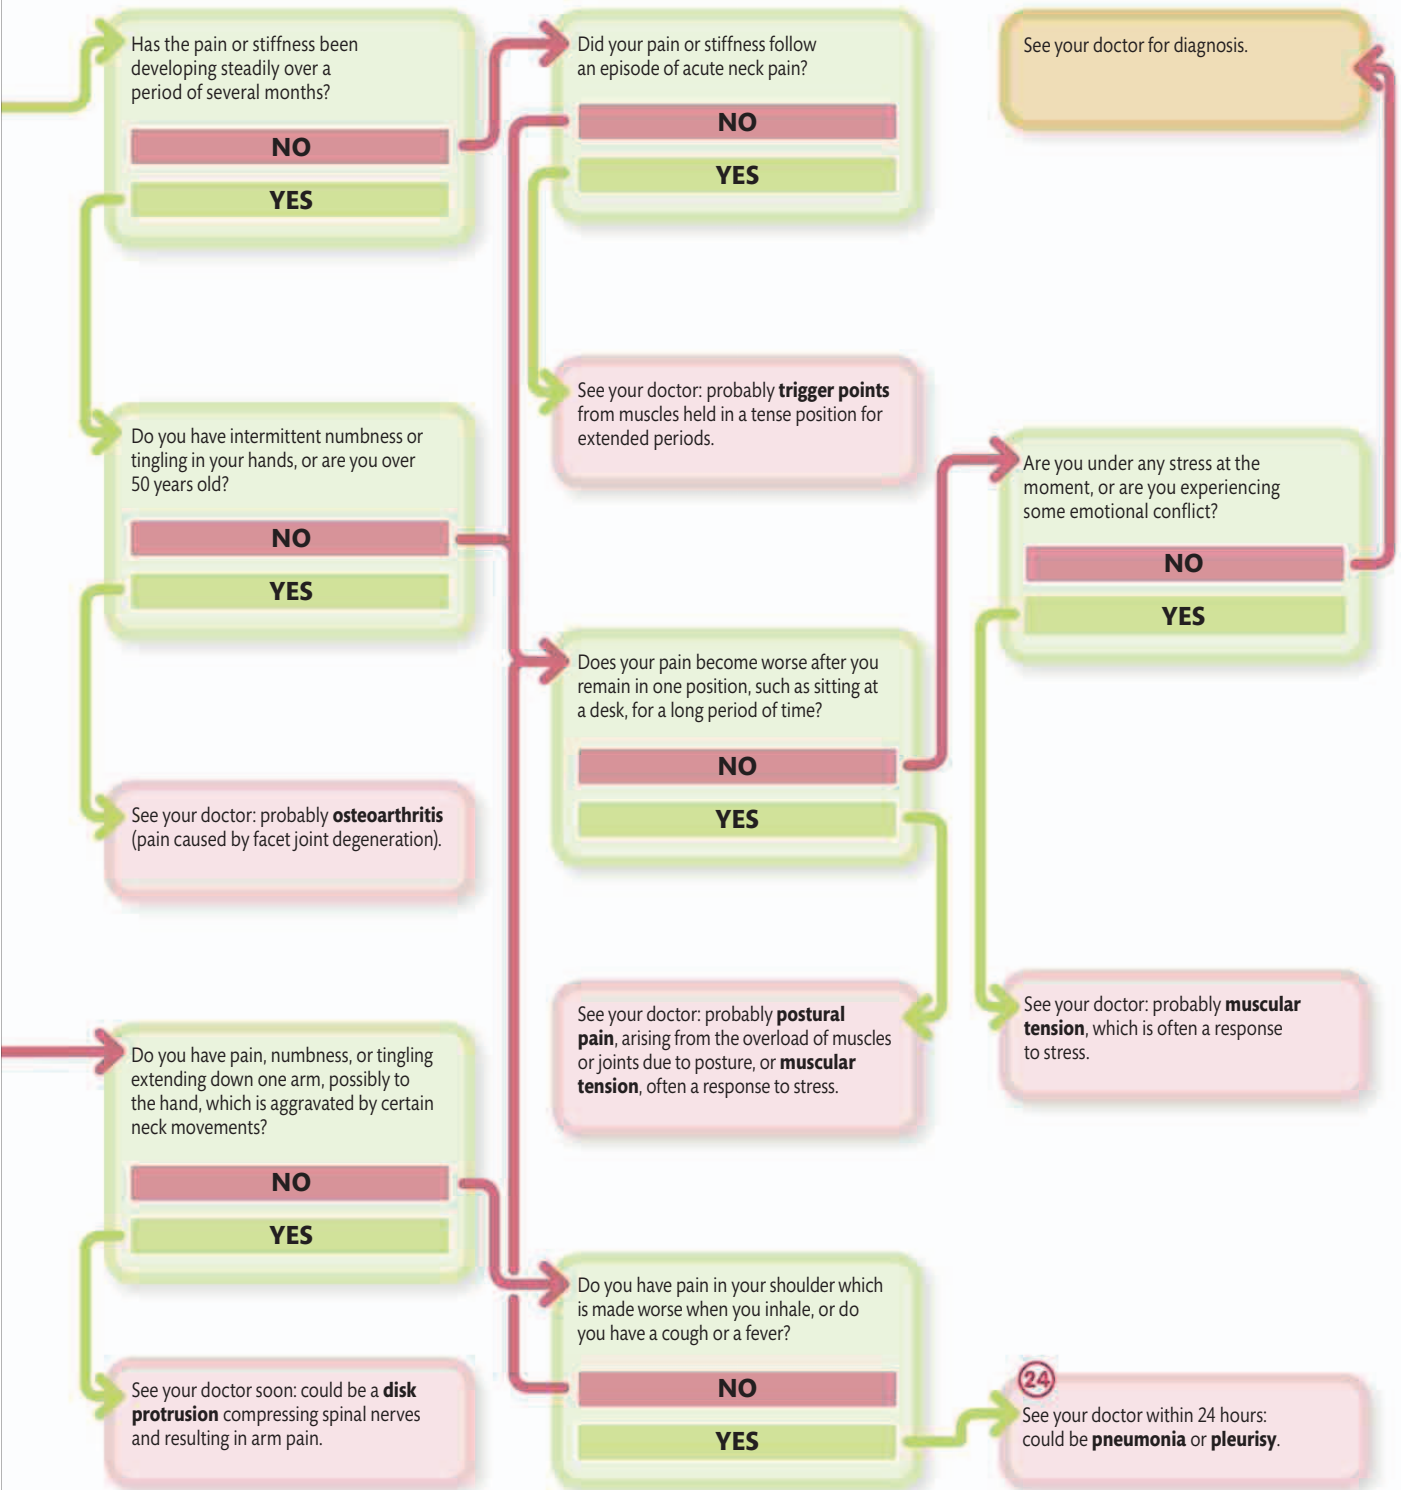 Has the pain or stiffness been
developing steadily over a
period of several months?
NO
YES
Did your pain or stiffness follow
an episode of acute neck pain?
NO
YES
See your doctor for diagnosis.
See your doctor: probably trigger points
from muscles held in a tense position for
extended periods.
Do you have intermittent numbness or
tingling in your hands, or are you over
50 years old?
NO
YES
Are you under any stress at the
moment, or are you experiencing
some emotional conflict?
NO
YES
Does your pain become worse after you
remain in one position, such as sitting at
a desk, for a long period of time?
NO
YES
See your doctor: probably osteoarthritis
(pain caused by facet joint degeneration).
See your doctor: probably postural
pain, arising from the overload of muscles
or joints due to posture, or muscular
tension, often a response to stress.
See your doctor: probably muscular
tension, which is often a response
to stress.
Do you have pain, numbness, or tingling
extending down one arm, possibly to
the hand, which is aggravated by certain
neck movements?
NO
YES
Do you have pain in your shoulder which
is made worse when you inhale, or do
you have a cough or a fever?
NO
YES
See your doctor soon: could be a disk
protrusion compressing spinal nerves
and resulting in arm pain.
24
See your doctor within 24 hours:
could be pneumonia or pleurisy.